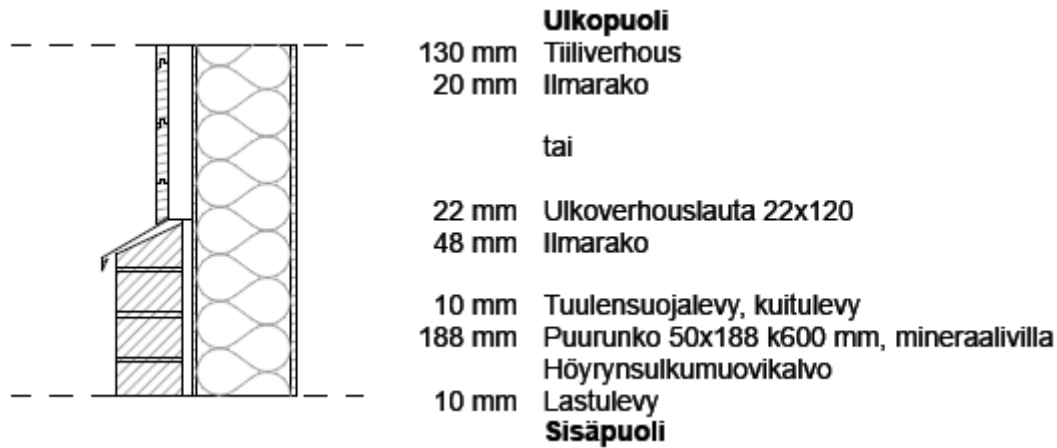 Ulkopuoli
130 mm Tiiliverhous
20 mm Ilmarako
tai
22 mm Ulkoverhouslauta 22x120
48 mm Ilmarako
10 mm Tuulensuojalevy, kuitulevy
188 mm Puurunko 50x188 k600 mm, mineraalivilla
Höyrynsulkumuovikalvo
10 mm Lastulevy
Sisäpuoli